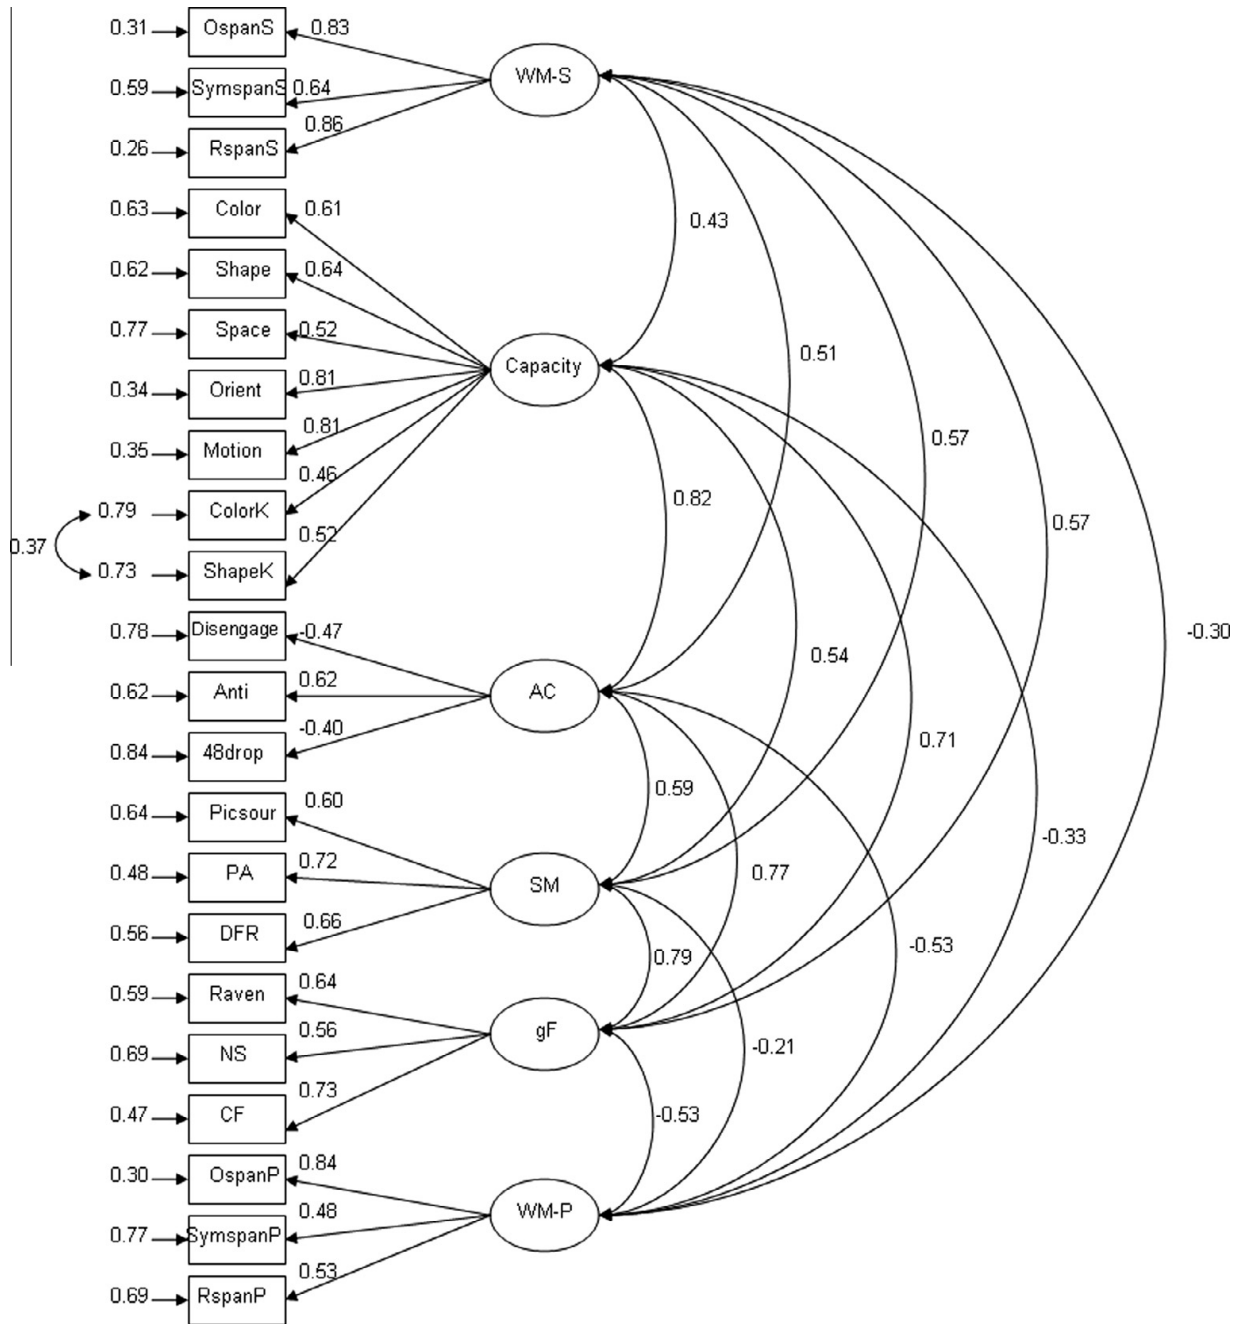 0.31 OspanS 0.83
WM-S
0.59 SymspanS 0.64
0.26 RspanS 0.86
0.63 Color 0.61
0.43
0.62 Shape 0.64
0.77 Space 0.52
0.51
Capacity
0.34 Orient 0.81
0.35 Motion 0.81
0.57
0.79 ColorK 0.46
0.82
0.57
0.37
0.73 ShapeK 0.52
0.78 Disengage -0.47
-0.30
0.54
0.62 Anti 0.62
AC
0.84 48drop -0.40
0.71
0.59
0.64 Picsour 0.60
-0.33
0.48 PA 0.72
0.77
SM
0.56 DFR 0.66
-0.53
0.79
0.59 Raven 0.64
gF
0.69 NS 0.56
-0.21
0.47 CF 0.73
-0.53
0.30 OspanP 0.84
WM-P
0.77 SymspanP 0.48
0.69 RspanP 0.53